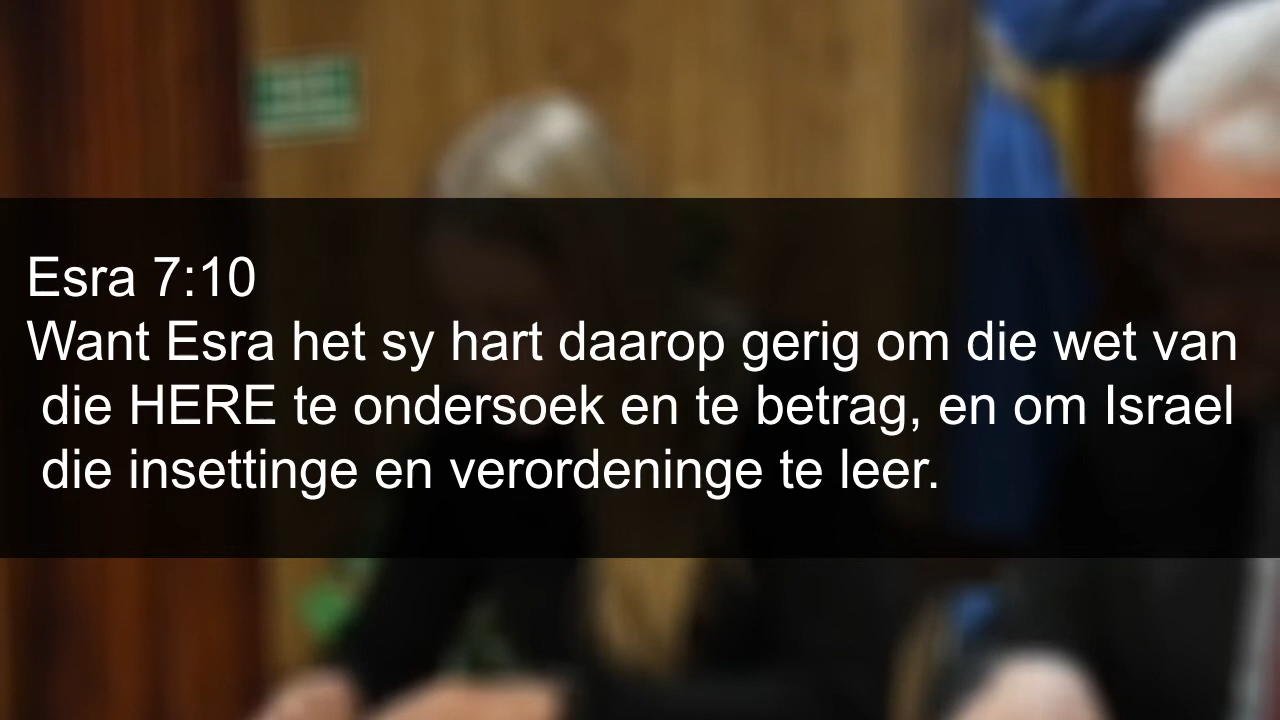 Esra 7:10
Want Esra het sy hart daarop gerig om die wet van
die HERE te ondersoek en te betrag, en om Israel
die insettinge en verordeninge te leer.